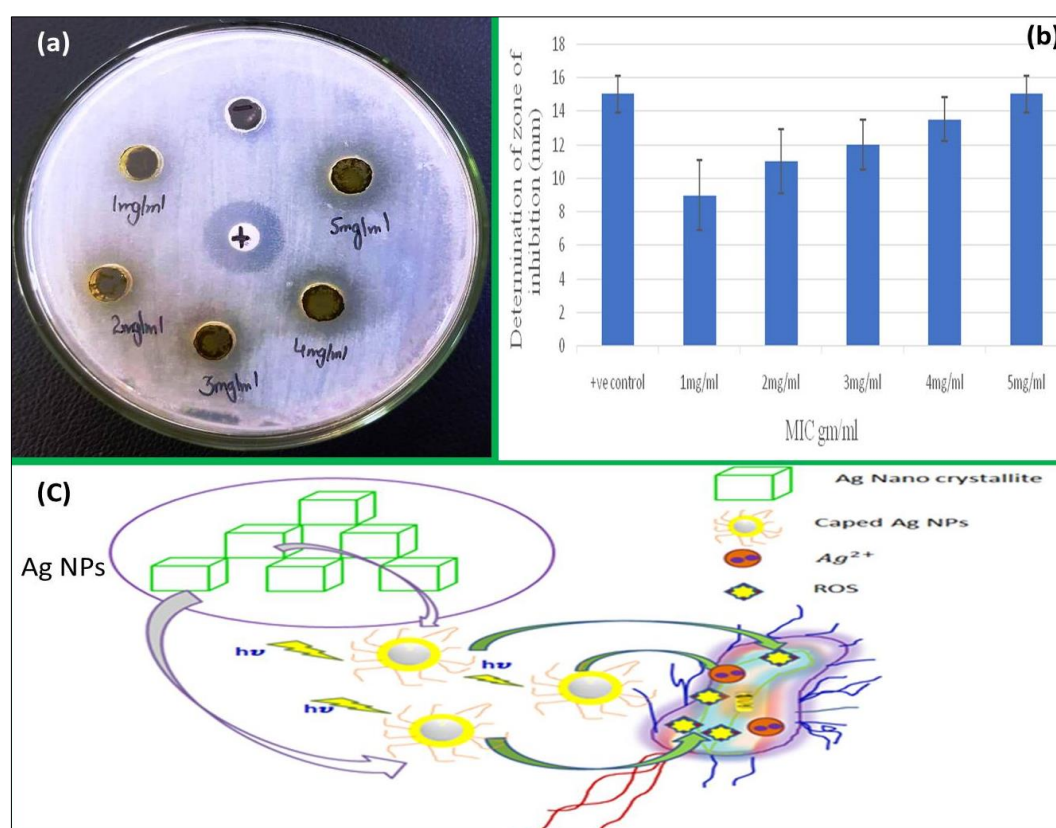 (a)
−
1mg/ml
5mg/ml
+
2mg/ml
3mg/ml
4mg/ml
(b)
Determination of zone of
inhibition (mm)
18
16
14
12
10
8
6
4
2
0
+ve control 1mg/ml 2mg/ml 3mg/ml 4mg/ml 5mg/ml
MIC gm/ml
(C)
Ag NPs
Ag Nano crystallite
Caped Ag NPs
Ag²⁺
ROS
hυ
hυ
hυ